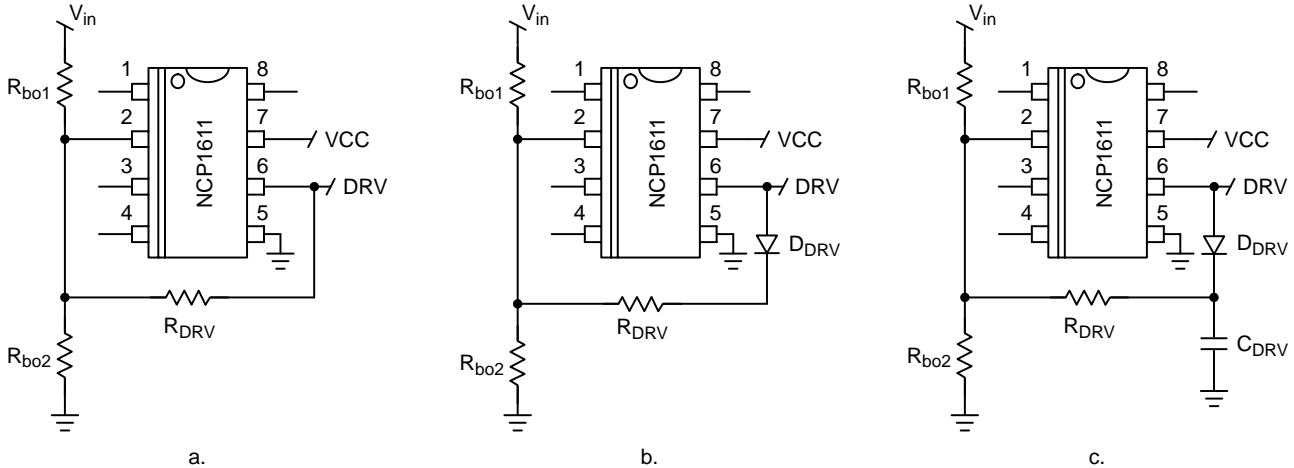 Vin
Rbo1
1
2
3
4
8
7
6
5
NCP1611
VCC
DRV
RDRV
Rbo2
a.
Vin
Rbo1
1
2
3
4
8
7
6
5
NCP1611
VCC
DRV
DDRV
RDRV
Rbo2
b.
Vin
Rbo1
1
2
3
4
8
7
6
5
NCP1611
VCC
DRV
DDRV
RDRV
CDRV
Rbo2
c.